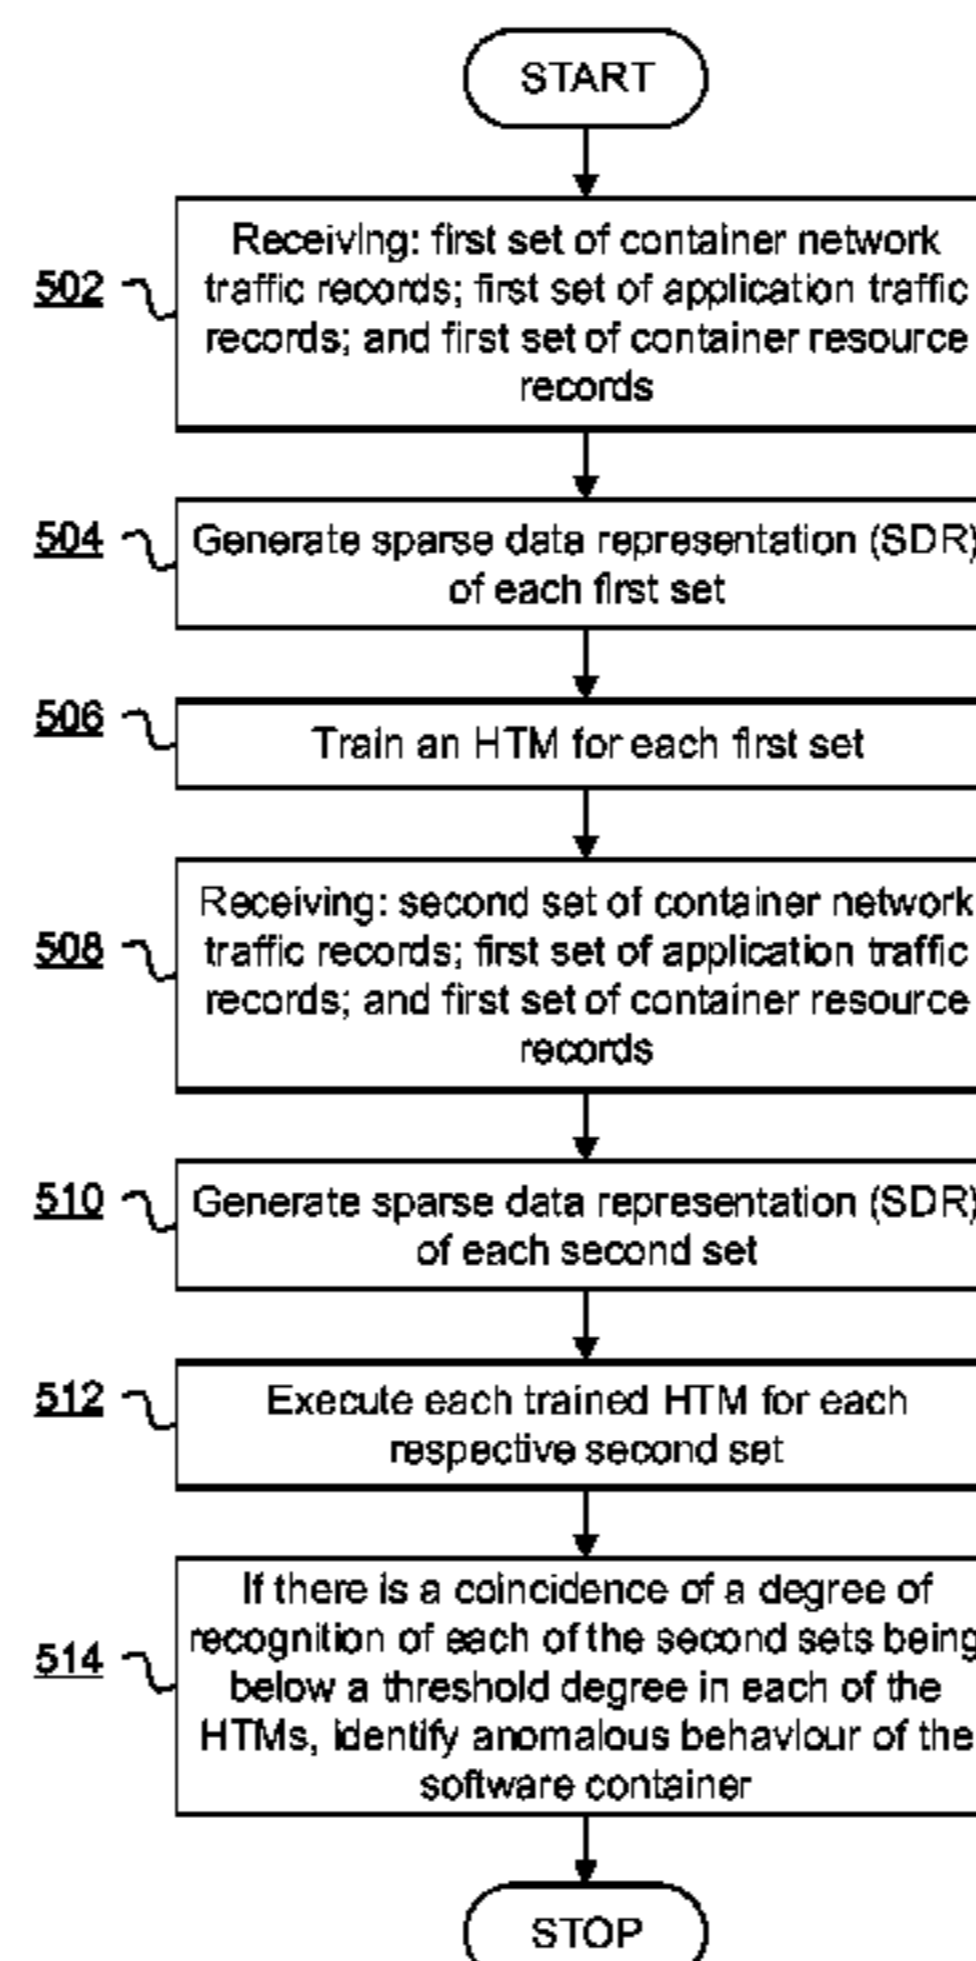 START
502
Receiving: first set of container network
traffic records; first set of application traffic
records; and first set of container resource
records
504
Generate sparse data representation (SDR)
of each first set
506
Train an HTM for each first set
508
Receiving: second set of container network
traffic records; first set of application traffic
records; and first set of container resource
records
510
Generate sparse data representation (SDR)
of each second set
512
Execute each trained HTM for each
respective second set
514
If there is a coincidence of a degree of
recognition of each of the second sets being
below a threshold degree in each of the
HTMs, identify anomalous behaviour of the
software container
STOP